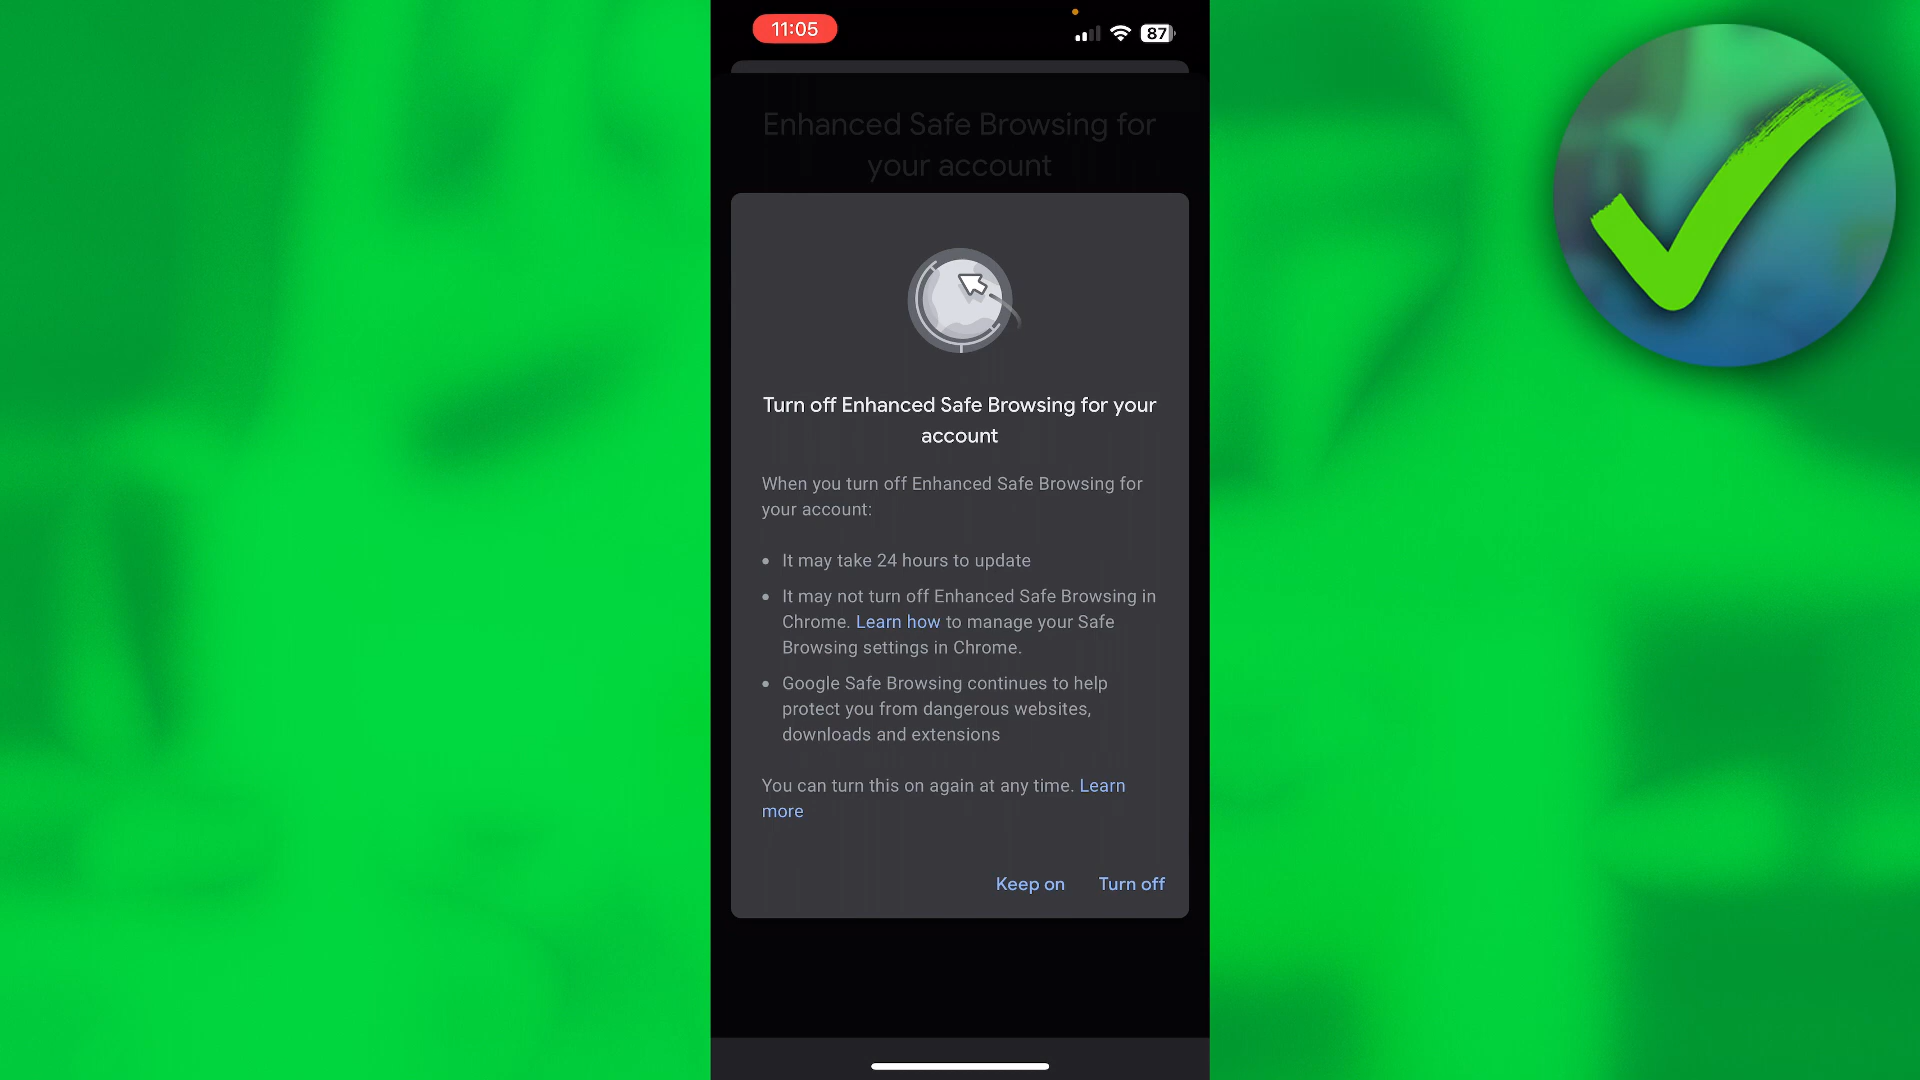 11:05
87
Enhanced Safe Browsing for
your account
Turn off Enhanced Safe Browsing for your
account
When you turn off Enhanced Safe Browsing for
your account:
• It may take 24 hours to update
• It may not turn off Enhanced Safe Browsing in
Chrome. Learn how to manage your Safe
Browsing settings in Chrome.
• Google Safe Browsing continues to help
protect you from dangerous websites,
downloads and extensions
You can turn this on again at any time. Learn
more
Keep on Turn off